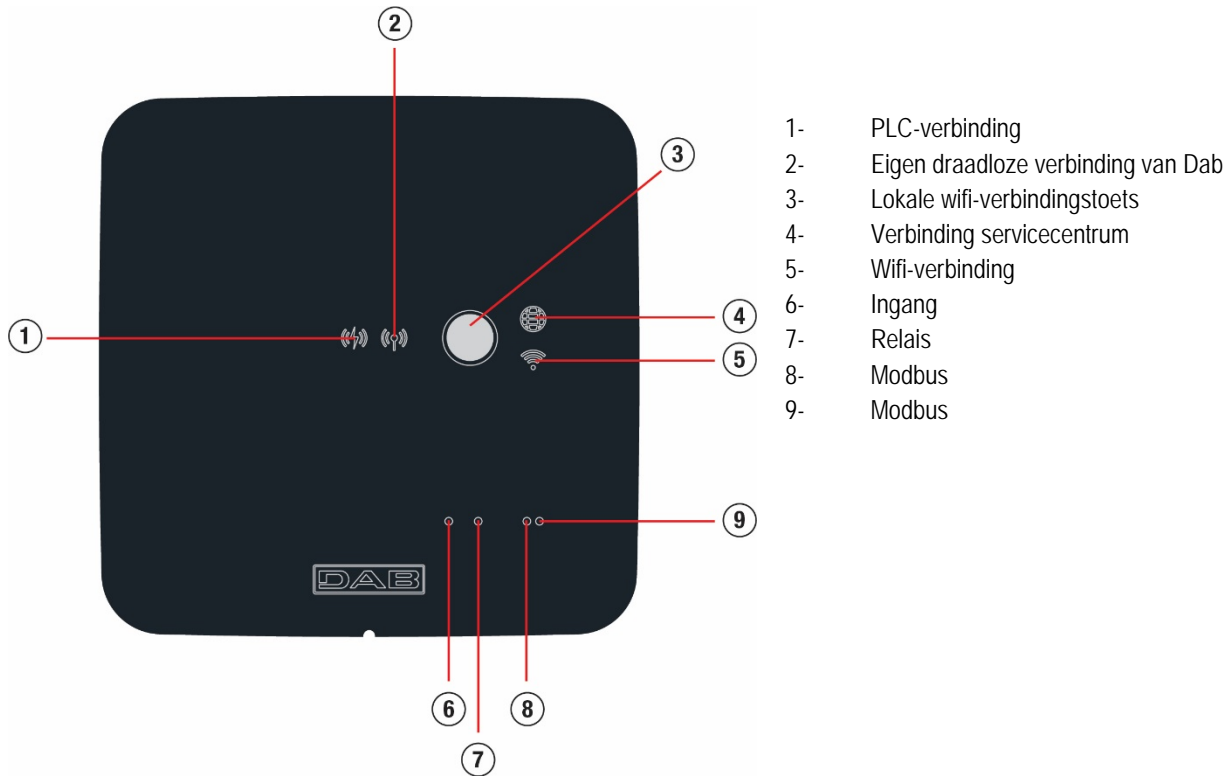 2
3
1
4
5
9
6
8
7
DAB
1- PLC-verbinding
2- Eigen draadloze verbinding van Dab
3- Lokale wifi-verbindingstoets
4- Verbinding servicecentrum
5- Wifi-verbinding
6- Ingang
7- Relais
8- Modbus
9- Modbus